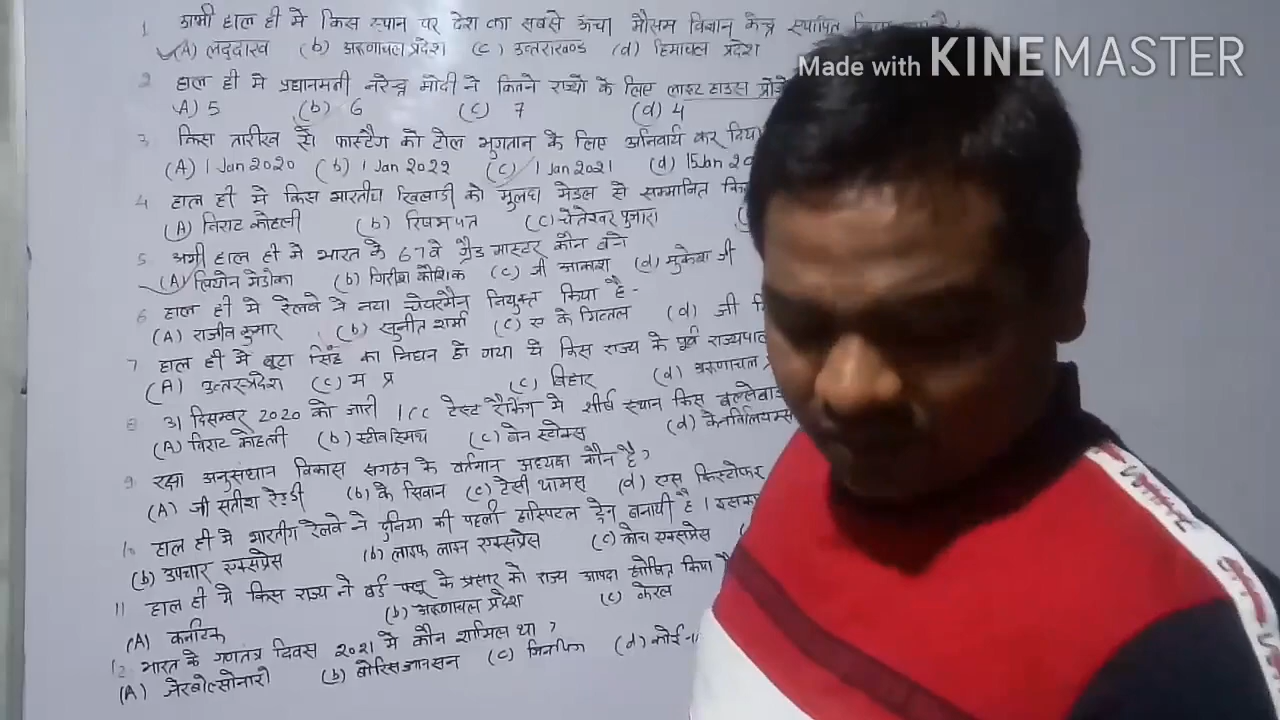 1 अभी हाल ही मे किस स्थान पर देश का सबसे ऊंचा मौसम विज्ञान केन्द्र स्थापित
(A) लद्दाख (b) अरुणाचल प्रदेश (c) उत्तराखण्ड (d) हिमाचल प्रदेश
Made with KINEMASTER
2 हाल ही मे प्रधानमंत्री नरेन्द्र मोदी ने कितने राज्यो के लिए लाइट हाउस
A) 5 (b) 6 (c) 7 (d) 4
3 किस तारीख से फास्टैग को टोल भुगतान के लिए अनिवार्य कर दिया
(A) 1 Jan 2020 (b) 1 Jan 2022 (c) 1 Jan 2021 (d) 15 Jan
4 हाल ही मे किस भारतीय खिलाडी को मुलघ मेडल से सम्मानित
(A) विराट कोहली (b) रिषभ पंत (c) चेतेश्वर पुजारा
5 अभी हाल ही मे भारत के 67वे ग्रैंड मास्टर कौन बने
(A) लियोन मेंडोका (b) गिरीश कौशिक (c) जी आकाश (d) मुकेश जी
6 हाल ही मे रेलवे ने नया चेयरमैन नियुक्त किया है -
(A) राजीव कुमार (b) सुनीत शर्मा (c) स के मित्तल (d) जी
7 हाल ही मे बूटा सिंह का निधन हो गया ये किस राज्य के पूर्व राज्यपाल
(A) उत्तरप्रदेश (c) म प्र (c) बिहार (d) अरुणाचल
8 31 दिसम्बर 2020 को जारी ICC टेस्ट रैंकिंग मे शीर्ष स्थान किस बल्लेबाज
(A) विराट कोहली (b) स्टीव स्मिथ (c) बेन स्टोक्स (d) केन विलियम्स
9 रक्षा अनुसंधान विकास संगठन के वर्तमान अध्यक्ष कौन है?
(A) जी सतीश रेड्डी (b) के सिवान (c) टेसी थामस (d) एस क्रिस्टोफर
10 हाल ही मे भारतीय रेलवे ने दुनिया की पहली हास्पिटल ट्रेन बनायी है । इसका
(b) उपचार एक्सप्रेस (b) लाइफ लाइन एक्सप्रेस (c) कोच एक्सप्रेस
11 हाल ही मे किस राज्य ने बर्ड फ्लू के प्रसार को राज्य आपदा घोषित किया है
(A) कर्नाटक (b) अरुणाचल प्रदेश (c) केरल
12 भारत के गणतंत्र दिवस 2021 मे कौन शामिल था ?
(A) जेरबोल्सोनारो (b) बोरिस जानसन (c) जिनपिंग (d) कोई